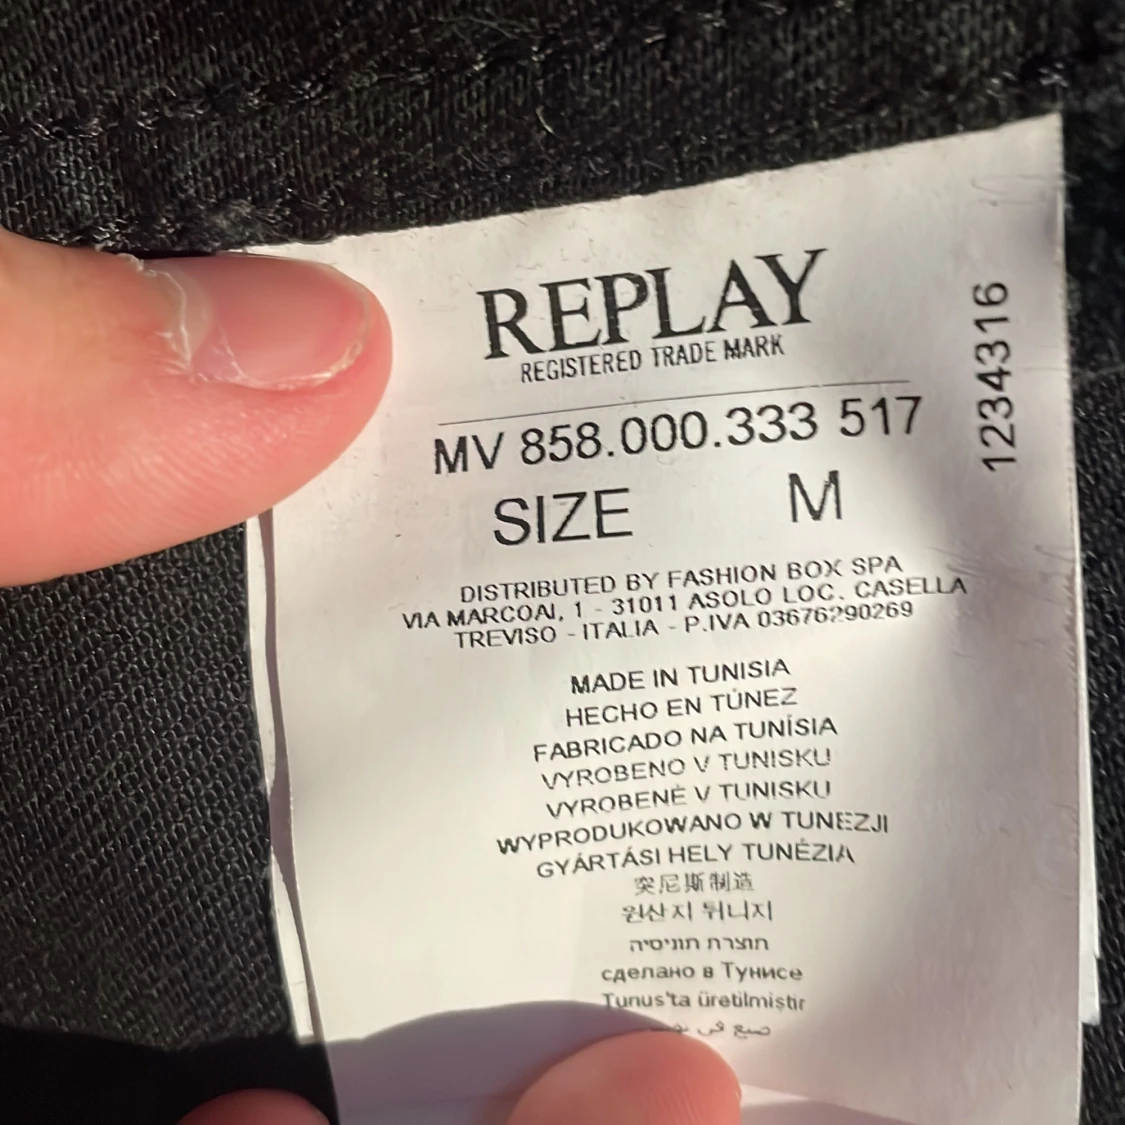 REPLAY
REGISTERED TRADE MARK
MV 858.000.333 517
SIZE M
1234316
DISTRIBUTED BY FASHION BOX SPA
VIA MARCOAI, 1 - 31011 ASOLO LOC. CASELLA
TREVISO - ITALIA - P.IVA 03676290269
MADE IN TUNISIA
HECHO EN TÚNEZ
FABRICADO NA TUNÍSIA
VYROBENO V TUNISKU
VYROBENÉ V TUNISKU
WYPRODUKOWANO W TUNEZJI
GYÁRTÁSI HELY TUNÉZIA
突尼斯制造
원산지 튀니지
תוצרת תוניסיה
сделано в Тунисе
Tunus'ta üretilmiştir
صنع في